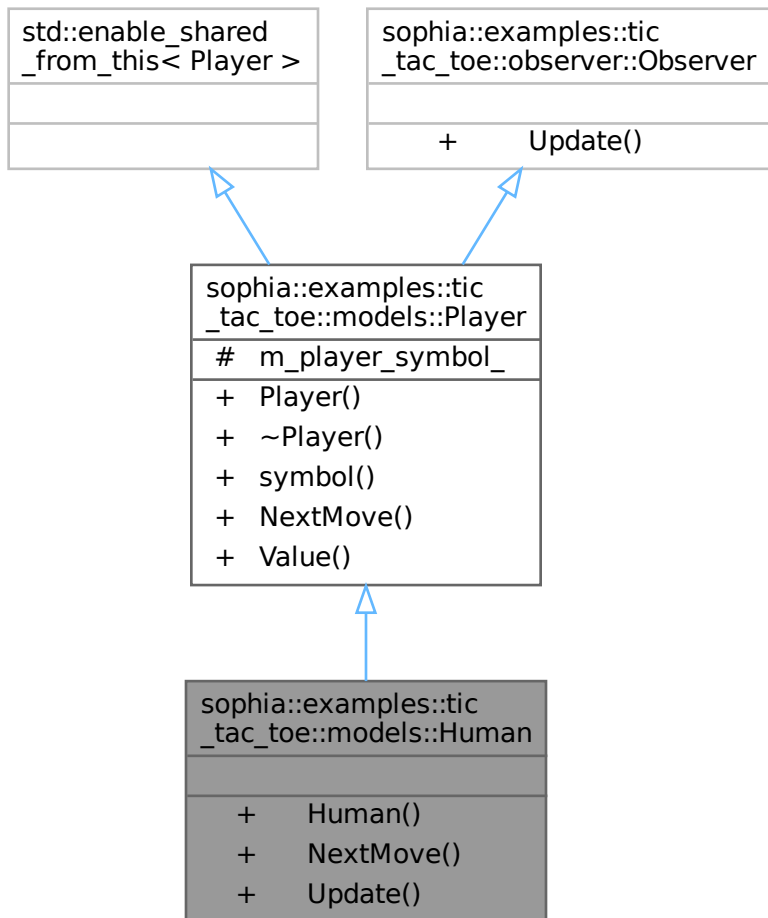 std::enable_shared
_from_this< Player >
sophia::examples::tic
_tac_toe::observer::Observer
+ Update()
sophia::examples::tic
_tac_toe::models::Player
# m_player_symbol_
+ Player()
+ ~Player()
+ symbol()
+ NextMove()
+ Value()
sophia::examples::tic
_tac_toe::models::Human
+ Human()
+ NextMove()
+ Update()